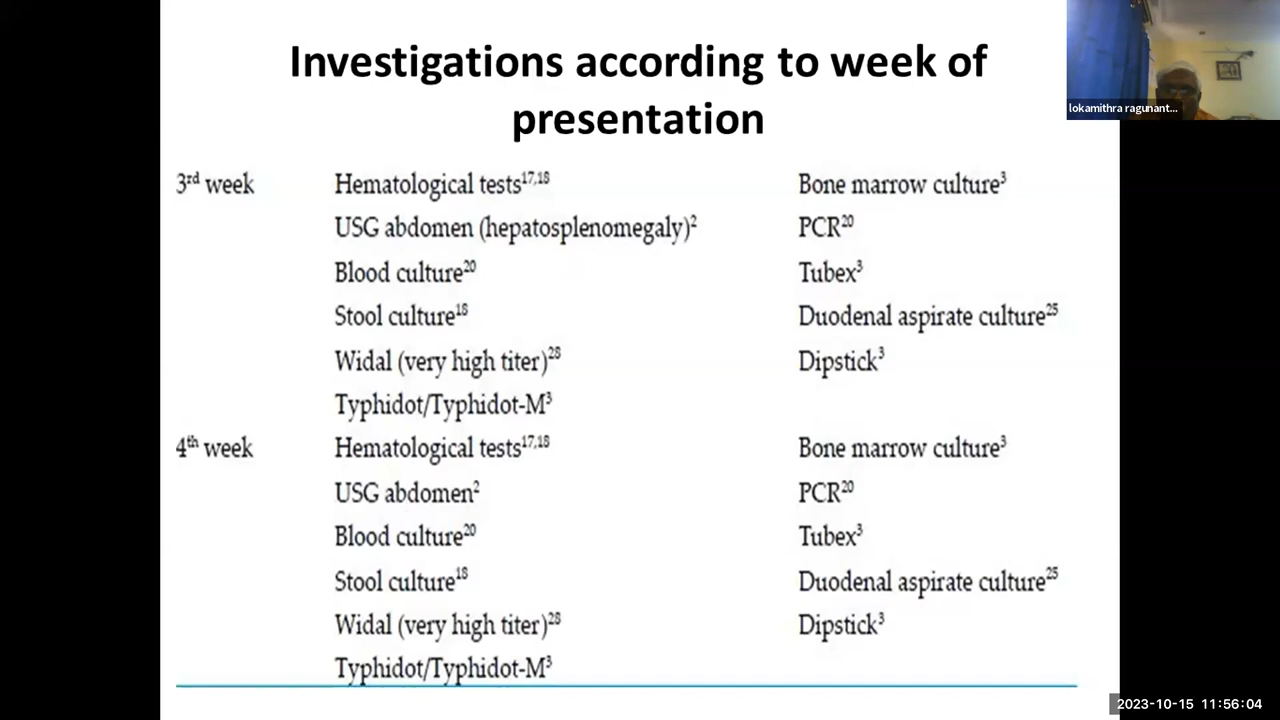 Investigations according to week of
presentation
lokamithra ragunant...
3rd week Hematological tests17,18 Bone marrow culture3
USG abdomen (hepatosplenomegaly)2 PCR20
Blood culture20 Tubex3
Stool culture18 Duodenal aspirate culture25
Widal (very high titer)28 Dipstick3
Typhidot/Typhidot-M3
4th week Hematological tests17,18 Bone marrow culture3
USG abdomen2 PCR20
Blood culture20 Tubex3
Stool culture18 Duodenal aspirate culture25
Widal (very high titer)28 Dipstick3
Typhidot/Typhidot-M3
2023-10-15 11:56:04